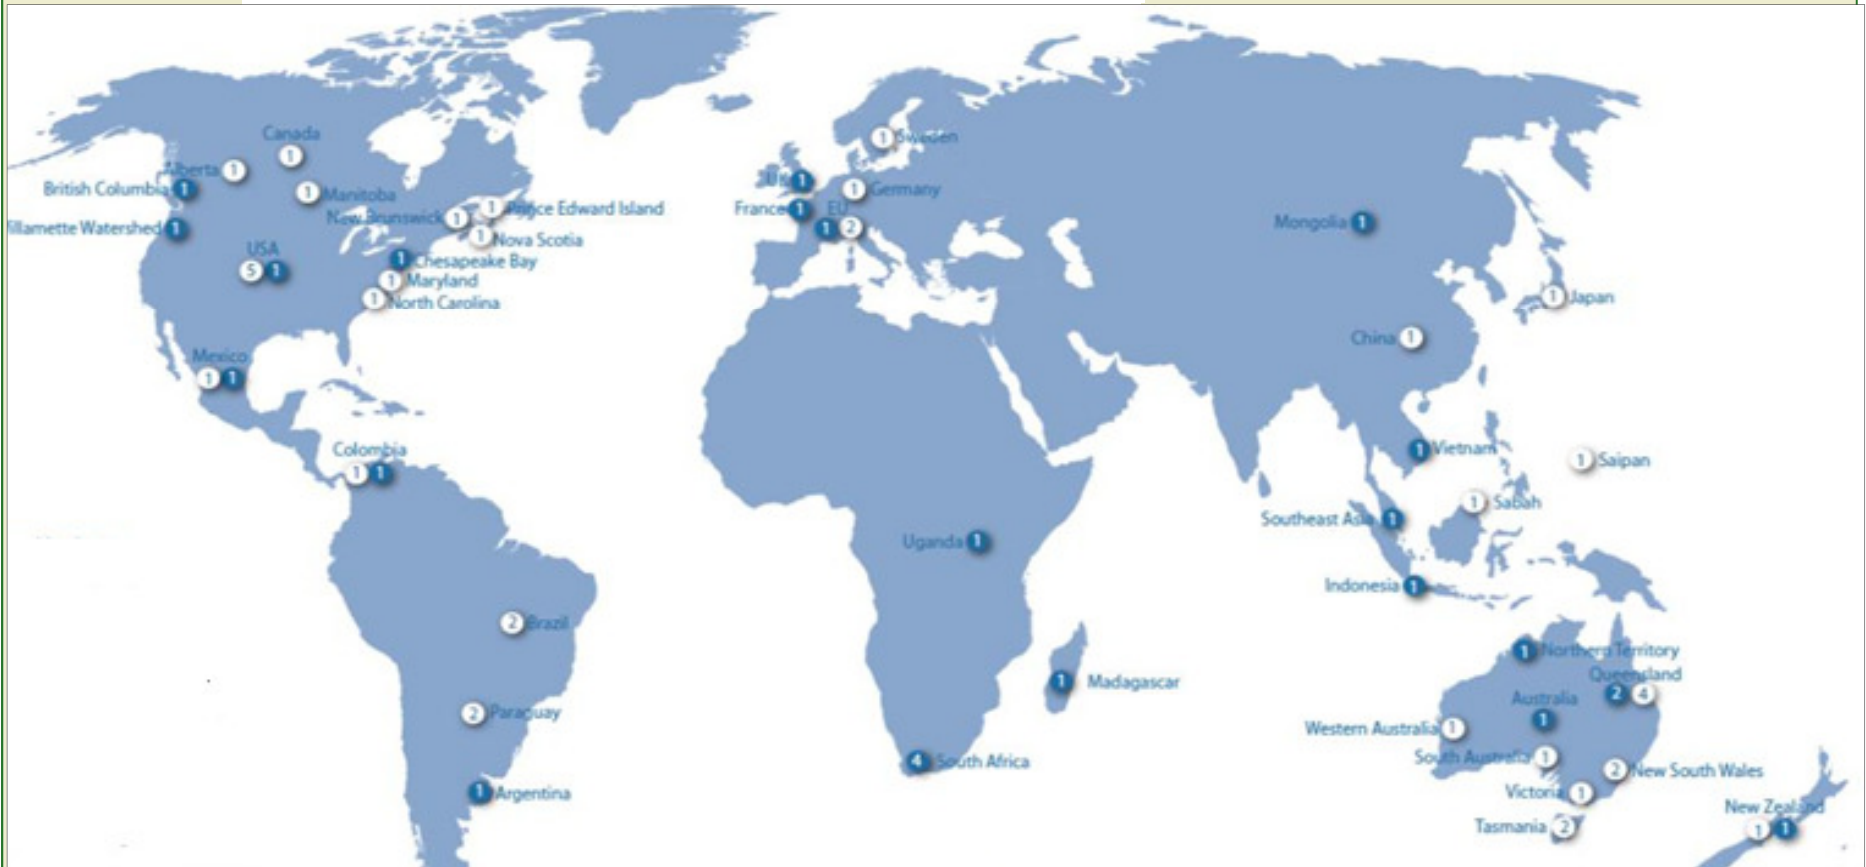 Canada
1
Alberta 1
British Columbia 1
1 Manitoba
New Brunswick 1
1 Prince Edward Island
1 Nova Scotia
illamette Watershed 1
USA
5 1
1 Chesapeake Bay
1 Maryland
1 North Carolina
Mexico
1 1
Colombia
1 1
2 Brazil
2 Paraguay
1 Argentina
1 Sweden
UK 1
1 Germany
France 1
EU
1 2
Uganda 1
1 Madagascar
4 South Africa
Mongolia 1
1 Japan
China 1
1 Vietnam
1 Saipan
1 Sabah
Southeast Asia 1
Indonesia 1
1 Northern Territory
Queensland
2 4
Australia
1
Western Australia 1
South Australia 1
2 New South Wales
Victoria 1
Tasmania 2
New Zealand
1 1